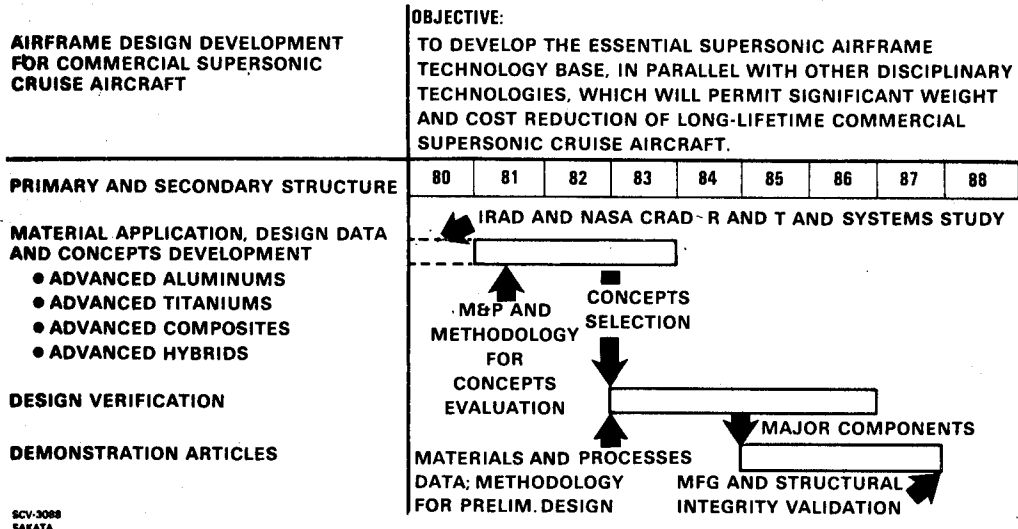 AIRFRAME DESIGN DEVELOPMENT
FOR COMMERCIAL SUPERSONIC
CRUISE AIRCRAFT
OBJECTIVE:
TO DEVELOP THE ESSENTIAL SUPERSONIC AIRFRAME
TECHNOLOGY BASE, IN PARALLEL WITH OTHER DISCIPLINARY
TECHNOLOGIES, WHICH WILL PERMIT SIGNIFICANT WEIGHT
AND COST REDUCTION OF LONG-LIFETIME COMMERCIAL
SUPERSONIC CRUISE AIRCRAFT.
PRIMARY AND SECONDARY STRUCTURE
80 81 82 83 84 85 86 87 88
IRAD AND NASA CRAD-R AND T AND SYSTEMS STUDY
MATERIAL APPLICATION, DESIGN DATA
AND CONCEPTS DEVELOPMENT
● ADVANCED ALUMINUMS
● ADVANCED TITANIUMS
● ADVANCED COMPOSITES
● ADVANCED HYBRIDS
M&P AND
METHODOLOGY
FOR
CONCEPTS
EVALUATION
CONCEPTS
SELECTION
DESIGN VERIFICATION
MAJOR COMPONENTS
DEMONSTRATION ARTICLES
MATERIALS AND PROCESSES
DATA; METHODOLOGY
FOR PRELIM. DESIGN
MFG AND STRUCTURAL
INTEGRITY VALIDATION
SCV-3088
SAKATA